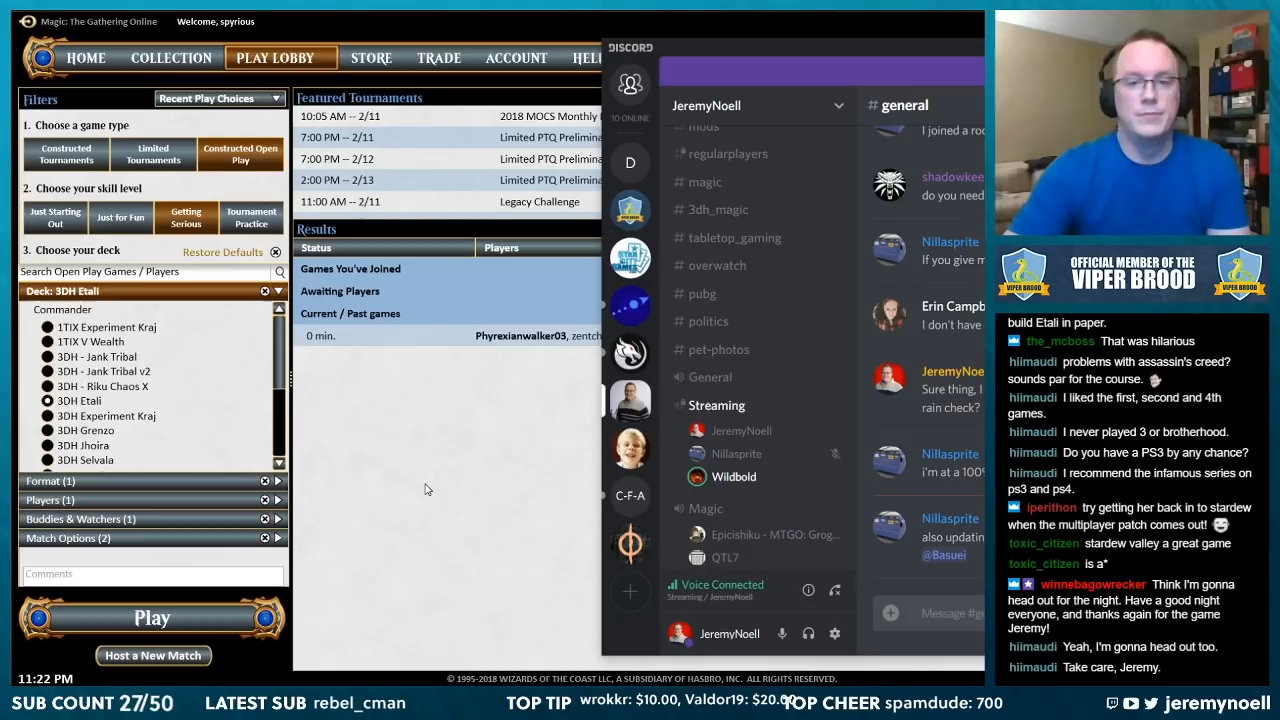 Magic: The Gathering Online
Welcome, spyrious
HOME
COLLECTION
PLAY LOBBY
STORE
TRADE
ACCOUNT
HEL
Filters
Recent Play Choices
1. Choose a game type
Constructed Tournaments
Limited Tournaments
Constructed Open Play
2. Choose your skill level
Just Starting Out
Just for Fun
Getting Serious
Tournament Practice
3. Choose your deck
Restore Defaults
Search Open Play Games / Players
Deck: 3DH Etali
Commander
1TIX Experiment Kraj
1TIX V Wealth
3DH - Jank Tribal
3DH - Jank Tribal v2
3DH - Riku Chaos X
3DH Etali
3DH Experiment Kraj
3DH Grenzo
3DH Jhoira
3DH Selvala
Format (1)
Players (1)
Buddies & Watchers (1)
Match Options (2)
Comments
Play
Host a New Match
11:22 PM
Featured Tournaments
10:05 AM -- 2/11 2018 MOCS Monthly
7:00 PM -- 2/11 Limited PTQ Prelimina
7:00 PM -- 2/12 Limited PTQ Prelimina
2:00 PM -- 2/13 Limited PTQ Prelimina
11:00 AM -- 2/11 Legacy Challenge
Results
Status Players
Games You've Joined
Awaiting Players
Current / Past games
0 min. Phyrexianwalker03, zentch
© 1995-2018 WIZARDS OF THE COAST LLC, A SUBSIDIARY OF HASBRO, INC. ALL RIGHTS RESERVED.
DISCORD
10 ONLINE
D
STAR CITY GAMES
C-F-A
JeremyNoell
mods
regularplayers
magic
3dh_magic
tabletop_gaming
overwatch
pubg
politics
pet-photos
General
Streaming
JeremyNoell
Nillasprite
Wildbold
Magic
Epicishiku - MTGO: Grog...
QTL7
Voice Connected
Streaming / JeremyNoell
JeremyNoell
# general
I joined a roo
shadowkee
do you need
Nillasprite
If you give m
Erin Campb
I don't have
JeremyNoe
Sure thing, I
rain check?
Nillasprite
i'm at a 100%
Nillasprite
also updatin
@Basuei
Message #ge
OFFICIAL MEMBER OF THE
VIPER BROOD
VIPER BROOD
VIPER BROOD
build Etali in paper.
the_mcboss That was hilarious
hiimaudi problems with assassin's creed?
sounds par for the course.
hiimaudi I liked the first, second and 4th
games.
hiimaudi I never played 3 or brotherhood.
hiimaudi Do you have a PS3 by any chance?
hiimaudi I recommend the infamous series on
ps3 and ps4.
iperithon try getting her back in to stardew
when the multiplayer patch comes out!
toxic_citizen stardew valley a great game
toxic_citizen is a*
winnebagowrecker Think I'm gonna
head out for the night. Have a good night
everyone, and thanks again for the game
Jeremy!
hiimaudi Yeah, I'm gonna head out too.
hiimaudi Take care, Jeremy.
SUB COUNT 27/50
LATEST SUB rebel_cman
TOP TIP wrokkr: $10.00, Valdor19: $20.00
TOP CHEER spamdude: 700
jeremynoell